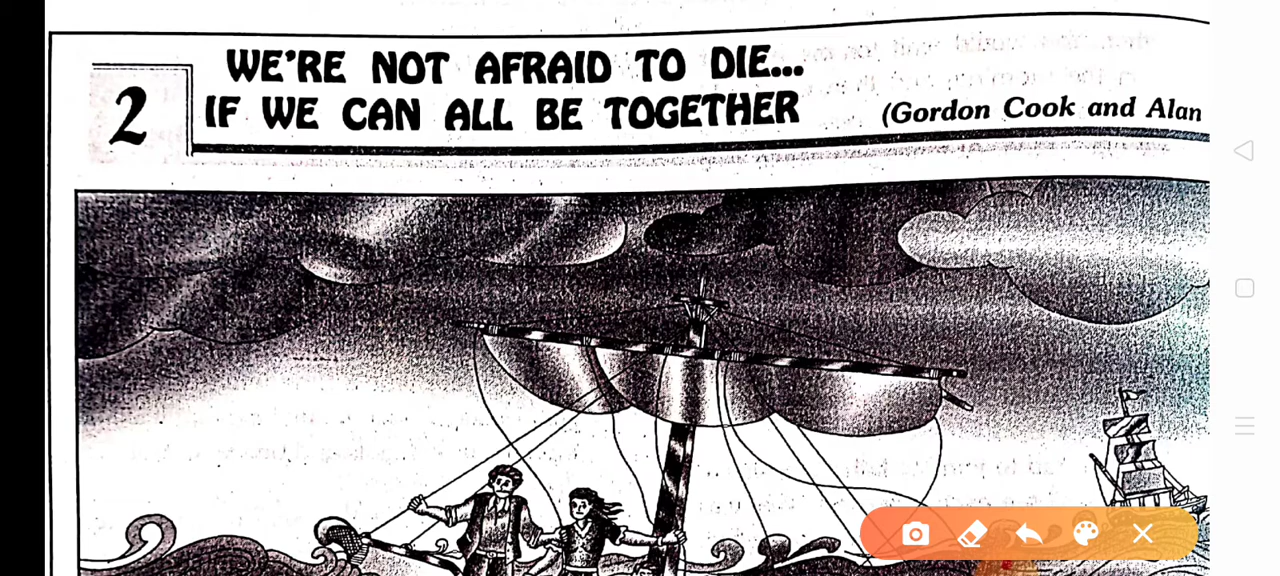 2
WE'RE NOT AFRAID TO DIE...
IF WE CAN ALL BE TOGETHER
(Gordon Cook and Alan